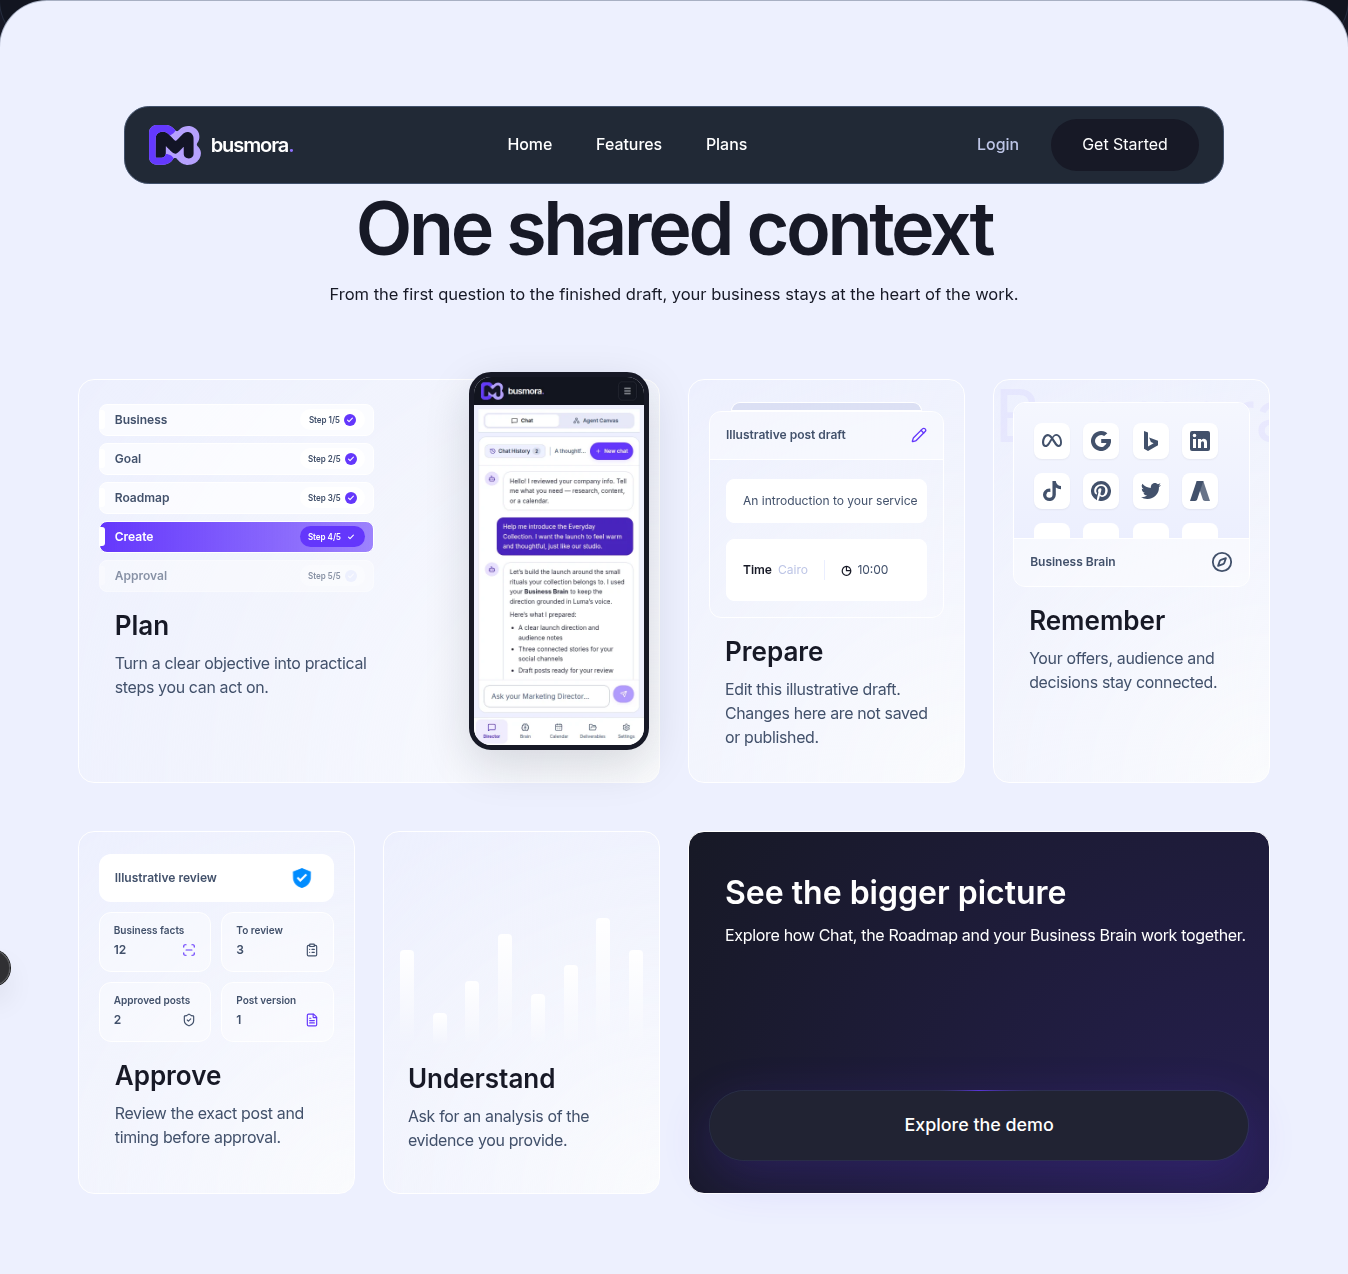 busmora.
Home
Features
Plans
Login
Get Started
One shared context
From the first question to the finished draft, your business stays at the heart of the work.
Business
Step 1/5
Goal
Step 2/5
Roadmap
Step 3/5
Create
Step 4/5
Approval
Step 5/5
Plan
Turn a clear objective into practical
steps you can act on.
busmora.
Chat
Agent Canvas
Chat History 2
A thoughtf...
+ New chat
Hello! I reviewed your company info. Tell
me what you need — research, content,
or a calendar.
Help me introduce the Everyday
Collection. I want the launch to feel warm
and thoughtful, just like our studio.
Let's build the launch around the small
rituals your collection belongs to. I used
your Business Brain to keep the
direction grounded in Luma's voice.
Here's what I prepared:
• A clear launch direction and
audience notes
• Three connected stories for your
social channels
• Draft posts ready for your review
Ask your Marketing Director...
Director
Brain
Calendar
Deliverables
Settings
Illustrative post draft
An introduction to your service
Time Cairo
10:00
Prepare
Edit this illustrative draft.
Changes here are not saved
or published.
Business Brain
Remember
Your offers, audience and
decisions stay connected.
Illustrative review
Business facts
12
To review
3
Approved posts
2
Post version
1
Approve
Review the exact post and
timing before approval.
Understand
Ask for an analysis of the
evidence you provide.
See the bigger picture
Explore how Chat, the Roadmap and your Business Brain work together.
Explore the demo